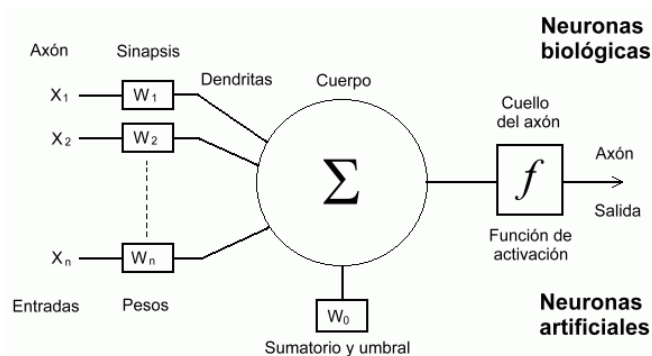 Neuronas
biológicas
Axón
Sinapsis
Dendritas
Cuerpo
X1
W1
X2
W2
Xn
Wn
Σ
Cuello
del axón
f
Axón
Salida
Función de
activación
Entradas
Pesos
W0
Sumatorio y umbral
Neuronas
artificiales